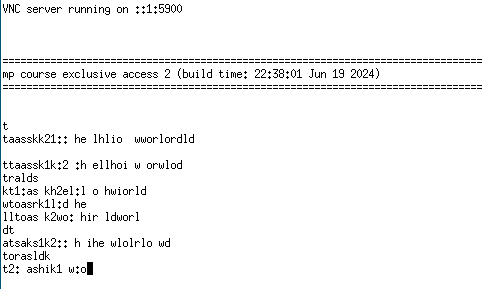 VNC server running on ::1:5900
================================================================================
mp course exclusive access 2 (build time: 22:38:01 Jun 19 2024)
================================================================================
t
taasskk21:: he lhlio  wworlordld
ttaassk1k:2 :h ellhoi w orwlod
tralds
kt1:as kh2el:l o hwiorld
wtoasrk1l:d he
lltoas k2wo: hir ldworl
dt
atsaks1k2:: h ihe wlolrlo wd
torasldk
t2: ashik1 w:o